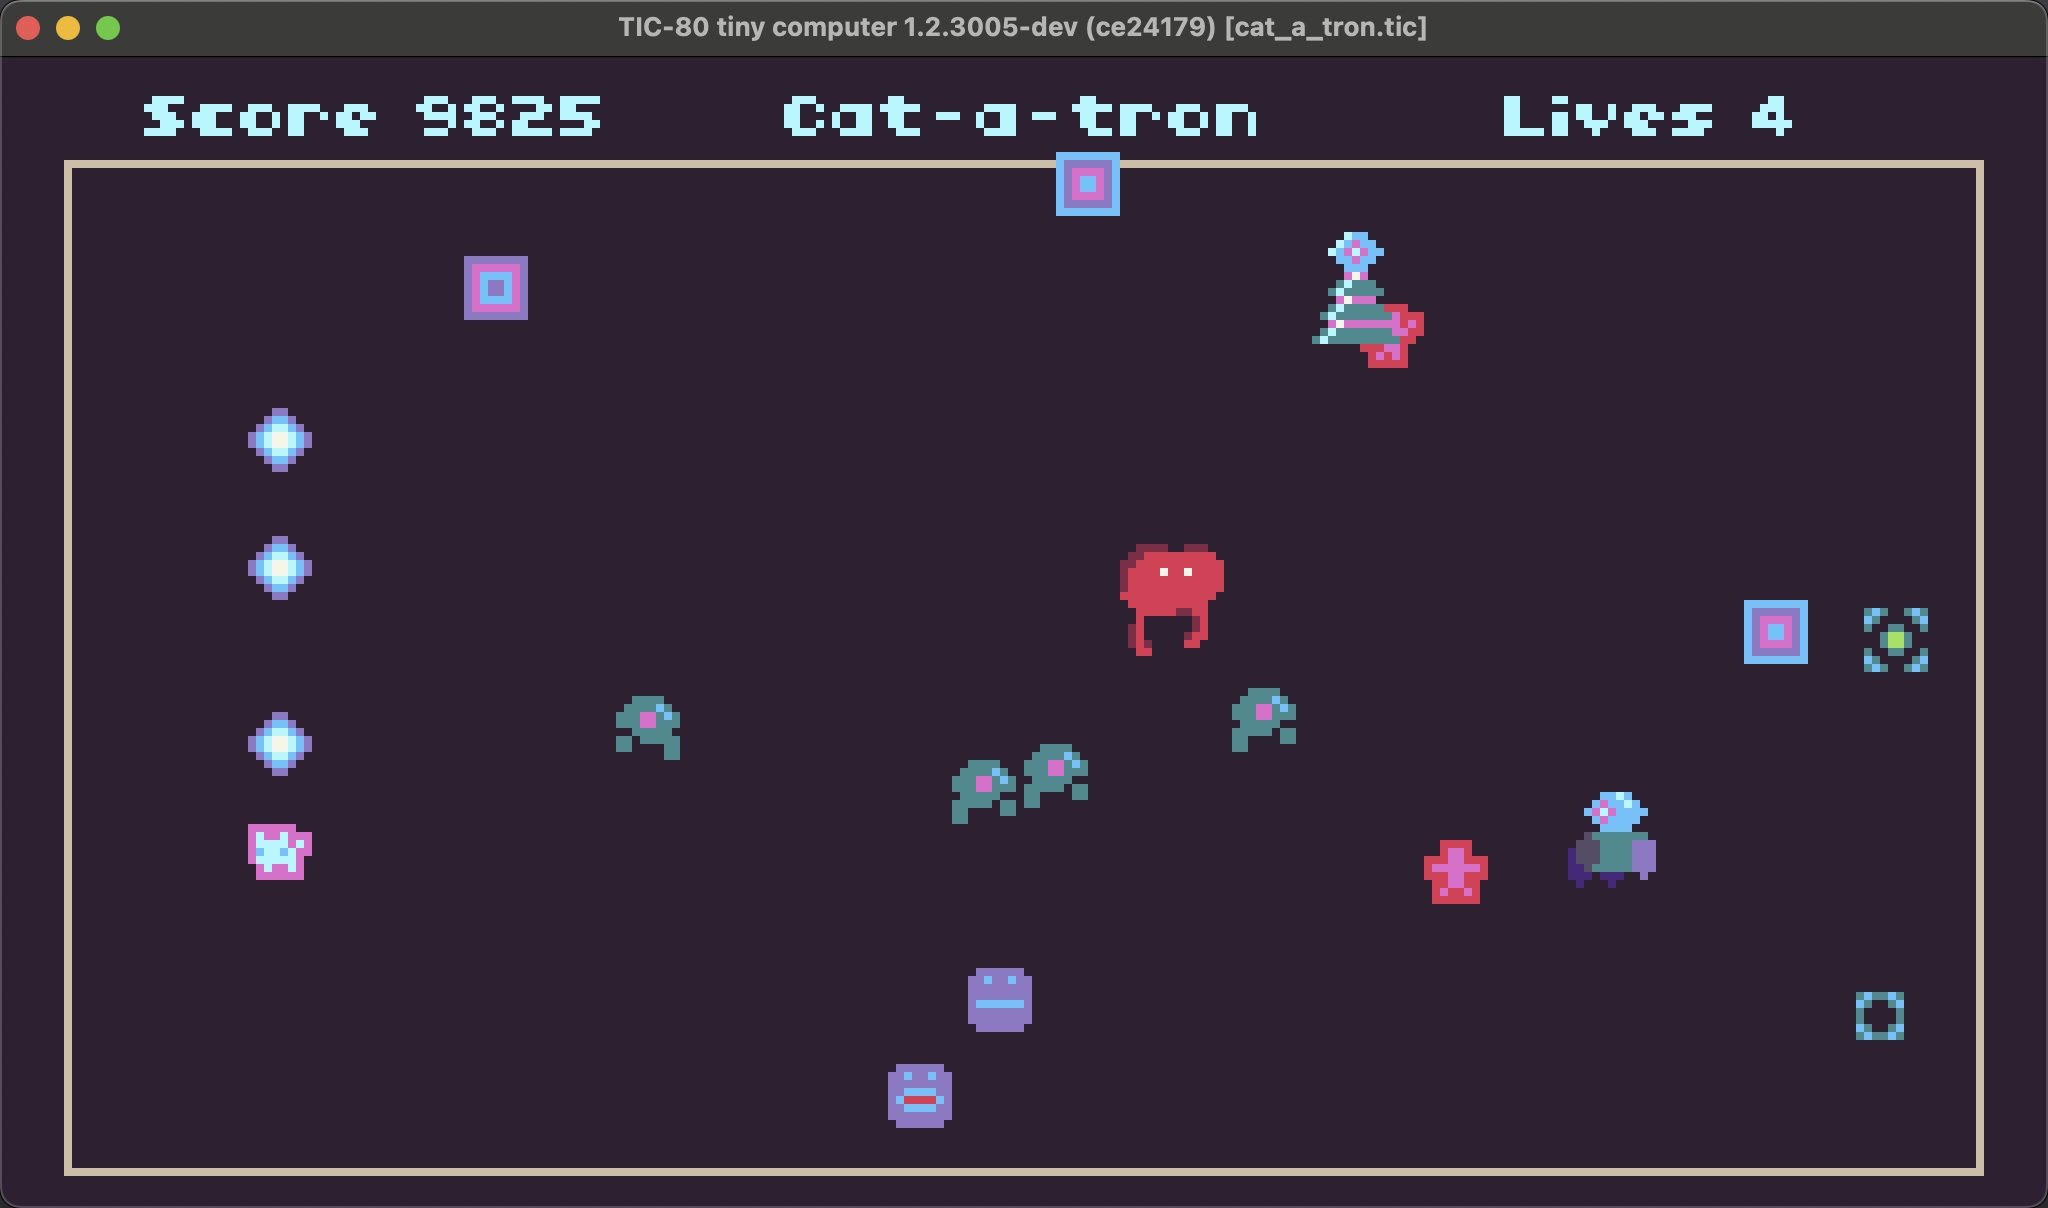 TIC-80 tiny computer 1.2.3005-dev (ce24179) [cat_a_tron.tic]
Score 9825 Cat-a-tron Lives 4